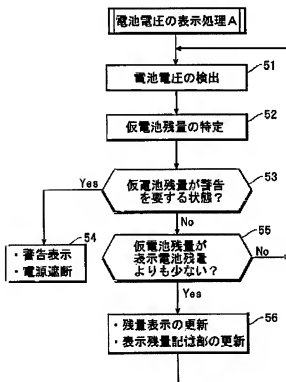 電池電圧の表示処理A
電池電圧の検出
51
仮電池残量の特定
52
仮電池残量が警告
を要する状態？
53
Yes
No
54
・警告表示
・電源遮断
仮電池残量が
表示電池残量
よりも少ない？
55
No
Yes
・残量表示の更新
・表示残量記憶部の更新
56